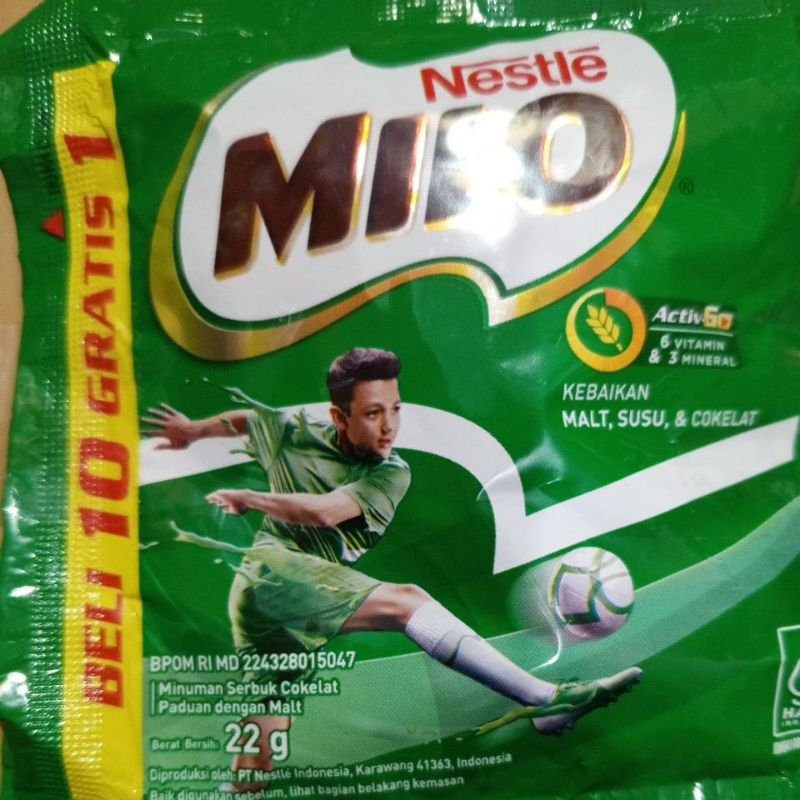 Nestlé
MILO
®
BELI 10 GRATIS 1
ActivGo
6 VITAMIN
& 3 MINERAL
KEBAIKAN
MALT, SUSU, & COKELAT
BPOM RI MD 224328015047
Minuman Serbuk Cokelat
Paduan dengan Malt
Berat Bersih: 22 g
Diproduksi oleh: PT Nestlé Indonesia, Karawang 41363, Indonesia
Baik digunakan sebelum, lihat bagian belakang kemasan